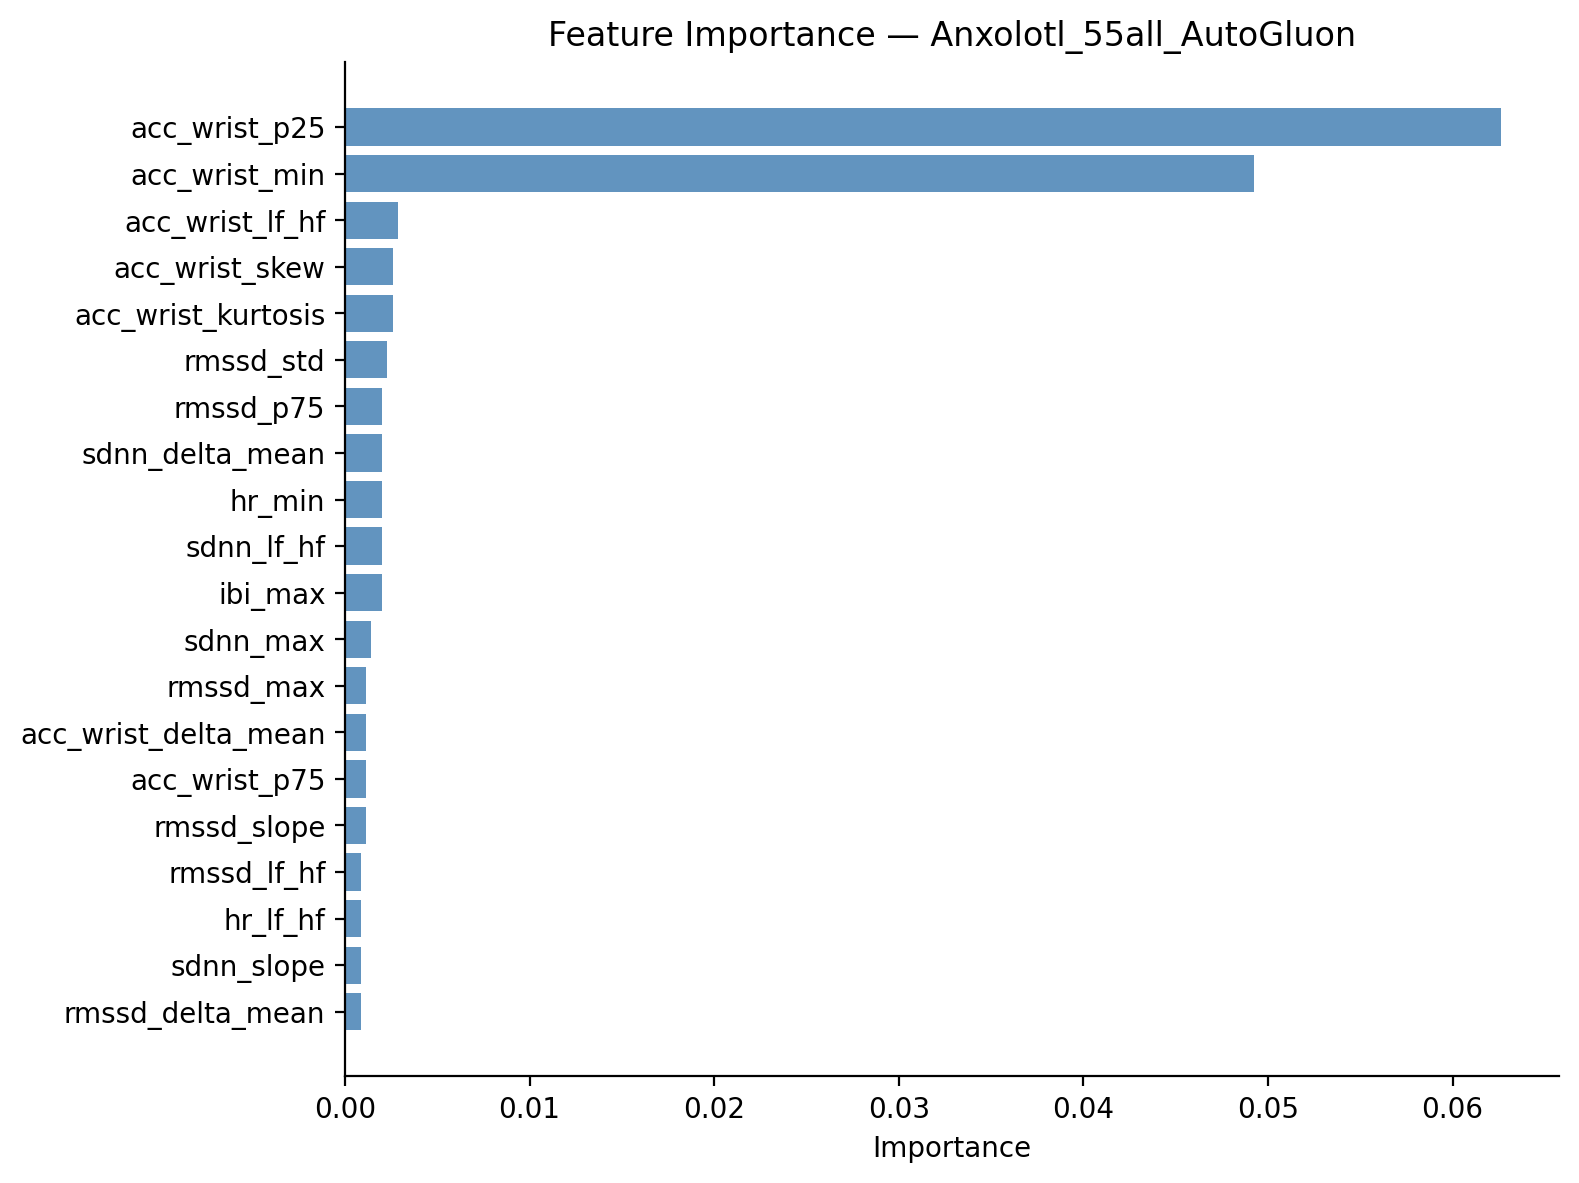 Feature Importance — Anxolotl_55all_AutoGluon
acc_wrist_p25
acc_wrist_min
acc_wrist_lf_hf
acc_wrist_skew
acc_wrist_kurtosis
rmssd_std
rmssd_p75
sdnn_delta_mean
hr_min
sdnn_lf_hf
ibi_max
sdnn_max
rmssd_max
acc_wrist_delta_mean
acc_wrist_p75
rmssd_slope
rmssd_lf_hf
hr_lf_hf
sdnn_slope
rmssd_delta_mean
0.00 0.01 0.02 0.03 0.04 0.05 0.06
Importance